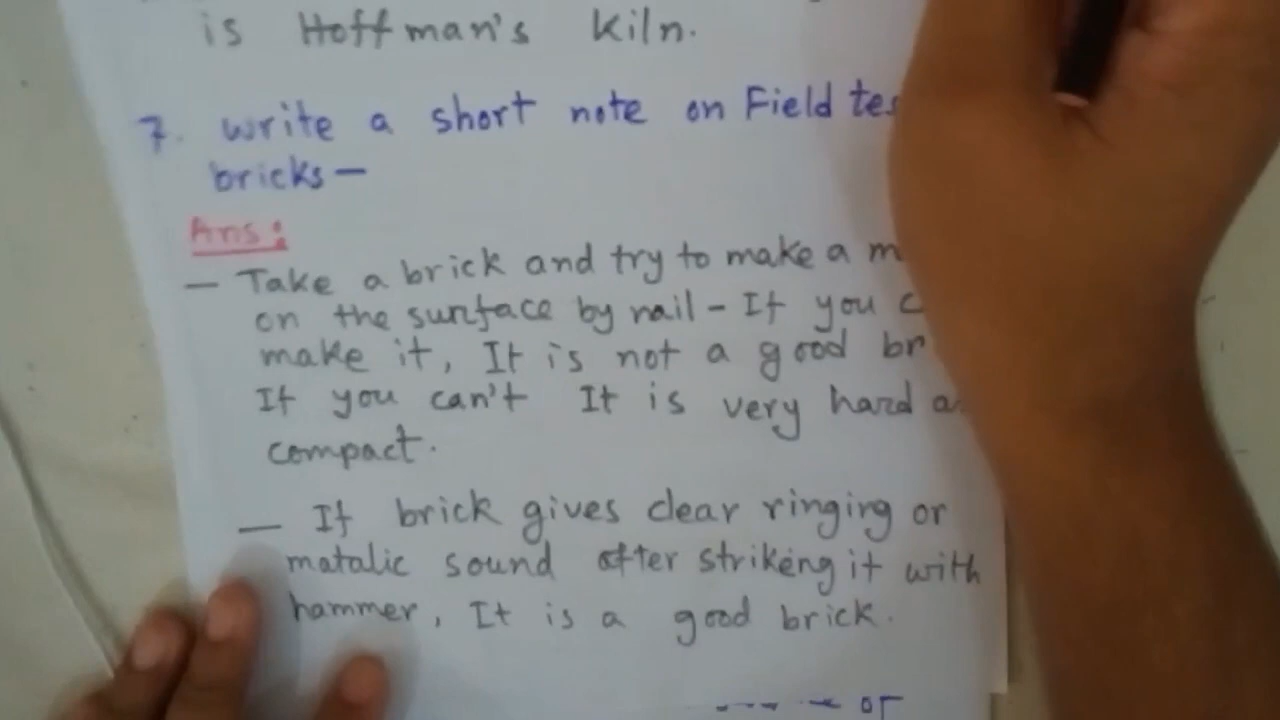 is Hoffman's Kiln.
7. write a short note on Field
bricks —
Ans:
— Take a brick and try to make a
on the surface by nail - If you
make it, It is not a good
If you can't It is very hard
compact.
— If brick gives clear ringing or
matalic sound after strikeng it with
hammer, It is a good brick.
or